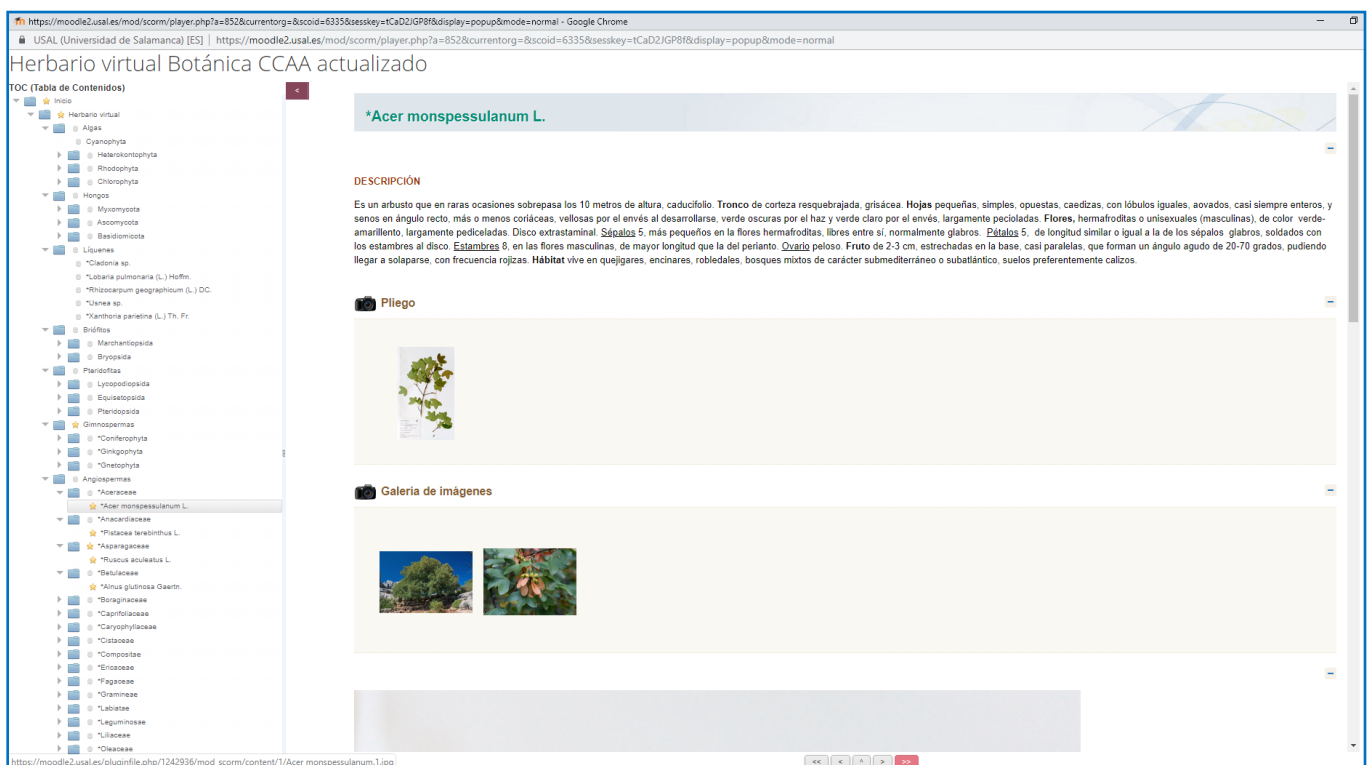 https://moodle2.usal.es/mod/scorm/player.php?a=852&currentorg=&scoid=6335&sesskey=tCaD2JGP8f&display=popup&mode=normal - Google Chrome
USAL (Universidad de Salamanca) [ES] | https://moodle2.usal.es/mod/scorm/player.php?a=852&currentorg=&scoid=6335&sesskey=tCaD2JGP8f&display=popup&mode=normal
Herbario virtual Botánica CCAA actualizado
TOC (Tabla de Contenidos)
Inicio
Herbario virtual
Algas
Cyanophyta
Heterokontophyta
Rhodophyta
Chlorophyta
Hongos
Myxomycota
Ascomycota
Basidiomicota
Líquenes
*Cladonia sp.
*Lobaria pulmonaria (L.) Hoffm.
*Rhizocarpum geographicum (L.) DC.
*Usnea sp.
*Xanthoria parietina (L.) Th. Fr.
Briófitos
Marchantiopsida
Bryopsida
Pteridofitas
Lycopodiopsida
Equisetopsida
Pteridopsida
Gimnospermas
*Coniferophyta
*Ginkgophyta
*Gnetophyta
Angiospermas
*Aceraceae
*Acer monspessulanum L.
*Anacardiaceae
*Pistacea terebinthus L.
*Asparagaceae
*Ruscus aculeatus L.
*Betulaceae
*Alnus glutinosa Gaertn.
*Boraginaceae
*Caprifoliaceae
*Caryophyllaceae
*Cistaceae
*Compositae
*Ericaceae
*Fagaceae
*Gramineae
*Labiatae
*Leguminosae
*Liliaceae
*Oleaceae
https://moodle2.usal.es/pluginfile.php/1242936/mod_scorm/content/1/Acer monspessulanum.1.jpg
<
*Acer monspessulanum L.
DESCRIPCIÓN
Es un arbusto que en raras ocasiones sobrepasa los 10 metros de altura, caducifolio. Tronco de corteza resquebrajada, grisácea. Hojas pequeñas, simples, opuestas, caedizas, con lóbulos iguales, aovados, casi siempre enteros, y
senos en ángulo recto, más o menos coriáceas, vellosas por el envés al desarrollarse, verde oscuras por el haz y verde claro por el envés, largamente pecioladas. Flores, hermafroditas o unisexuales (masculinas), de color verde-
amarillento, largamente pediceladas. Disco extrastaminal. Sépalos 5, más pequeños en la flores hermafroditas, libres entre sí, normalmente glabros. Pétalos 5, de longitud similar o igual a la de los sépalos glabros, soldados con
los estambres al disco. Estambres 8, en las flores masculinas, de mayor longitud que la del perianto. Ovario peloso. Fruto de 2-3 cm, estrechadas en la base, casi paralelas, que forman un ángulo agudo de 20-70 grados, pudiendo
llegar a solaparse, con frecuencia rojizas. Hábitat vive en quejigares, encinares, robledales, bosques mixtos de carácter submediterráneo o subatlántico, suelos preferentemente calizos.
Pliego
Galería de imágenes
<< < ^ > >>